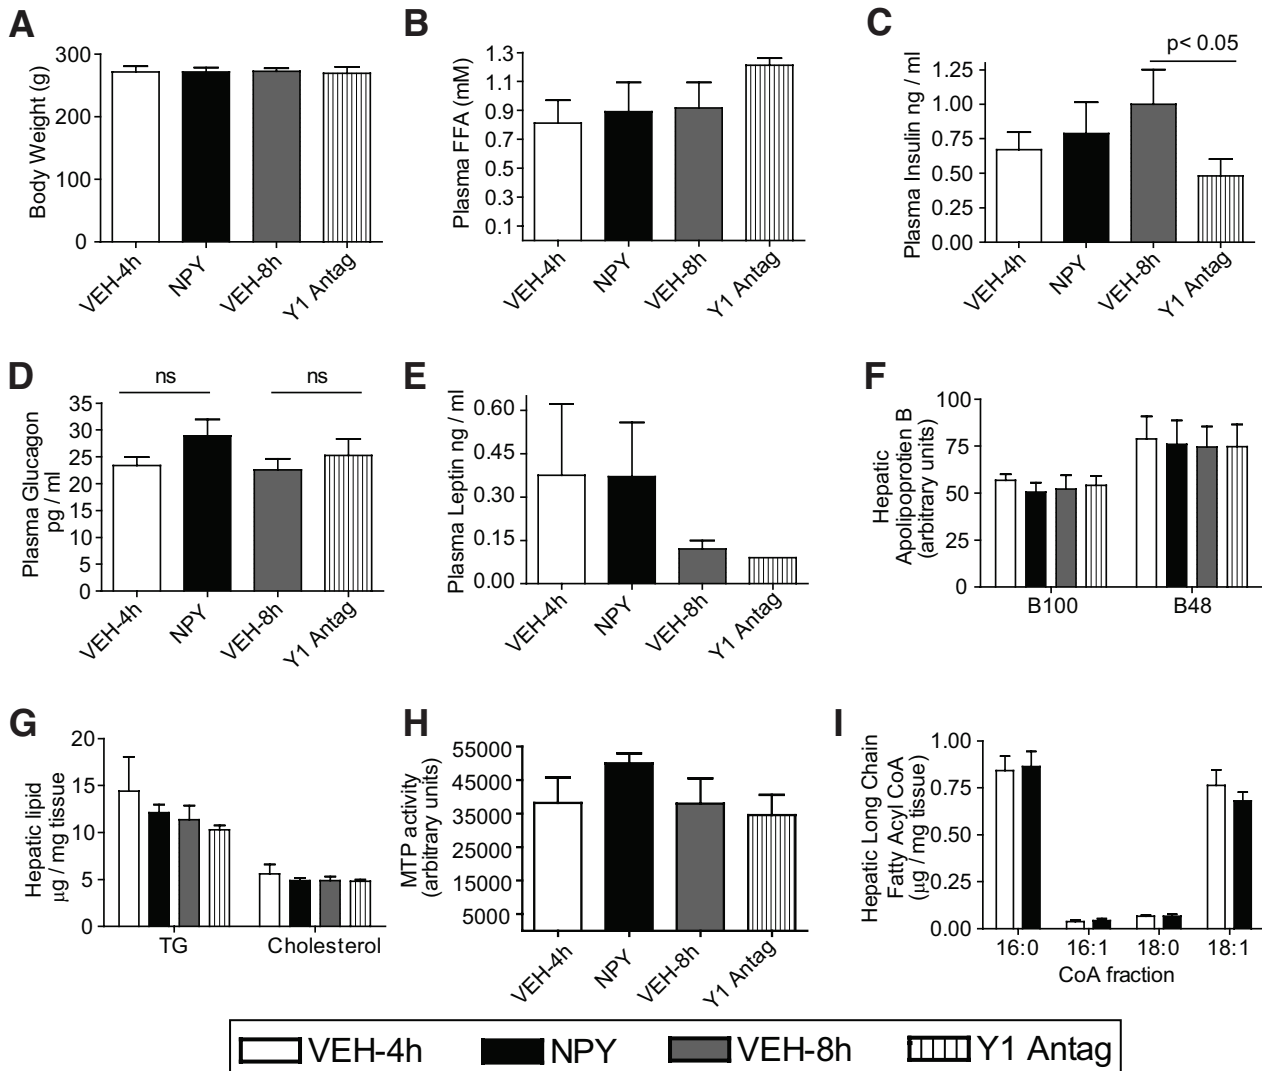 A
Body Weight (g)
300
200
100
0
VEH-4h
NPY
VEH-8h
Y1 Antag
B
Plasma FFA (mM)
1.3
1.1
0.9
0.7
0.5
0.3
0.1
VEH-4h
NPY
VEH-8h
Y1 Antag
C
p< 0.05
Plasma Insulin ng / ml
1.25
1.00
0.75
0.50
0.25
0.00
VEH-4h
NPY
VEH-8h
Y1 Antag
D
ns
ns
Plasma Glucagon
pg / ml
35
30
25
20
15
10
5
0
VEH-4h
NPY
VEH-8h
Y1 Antag
E
Plasma Leptin ng / ml
0.60
0.45
0.30
0.15
0.00
VEH-4h
NPY
VEH-8h
Y1 Antag
F
Hepatic
Apolipoprotien B
(arbitrary units)
100
75
50
25
0
B100
B48
G
Hepatic lipid
µg / mg tissue
20
15
10
5
0
TG
Cholesterol
H
MTP activity
(arbitrary units)
55000
45000
35000
25000
15000
5000
VEH-4h
NPY
VEH-8h
Y1 Antag
I
Hepatic Long Chain
Fatty Acyl CoA
(µg / mg tissue)
1.00
0.75
0.50
0.25
0.00
16:0
16:1
18:0
18:1
CoA fraction
VEH-4h
NPY
VEH-8h
Y1 Antag